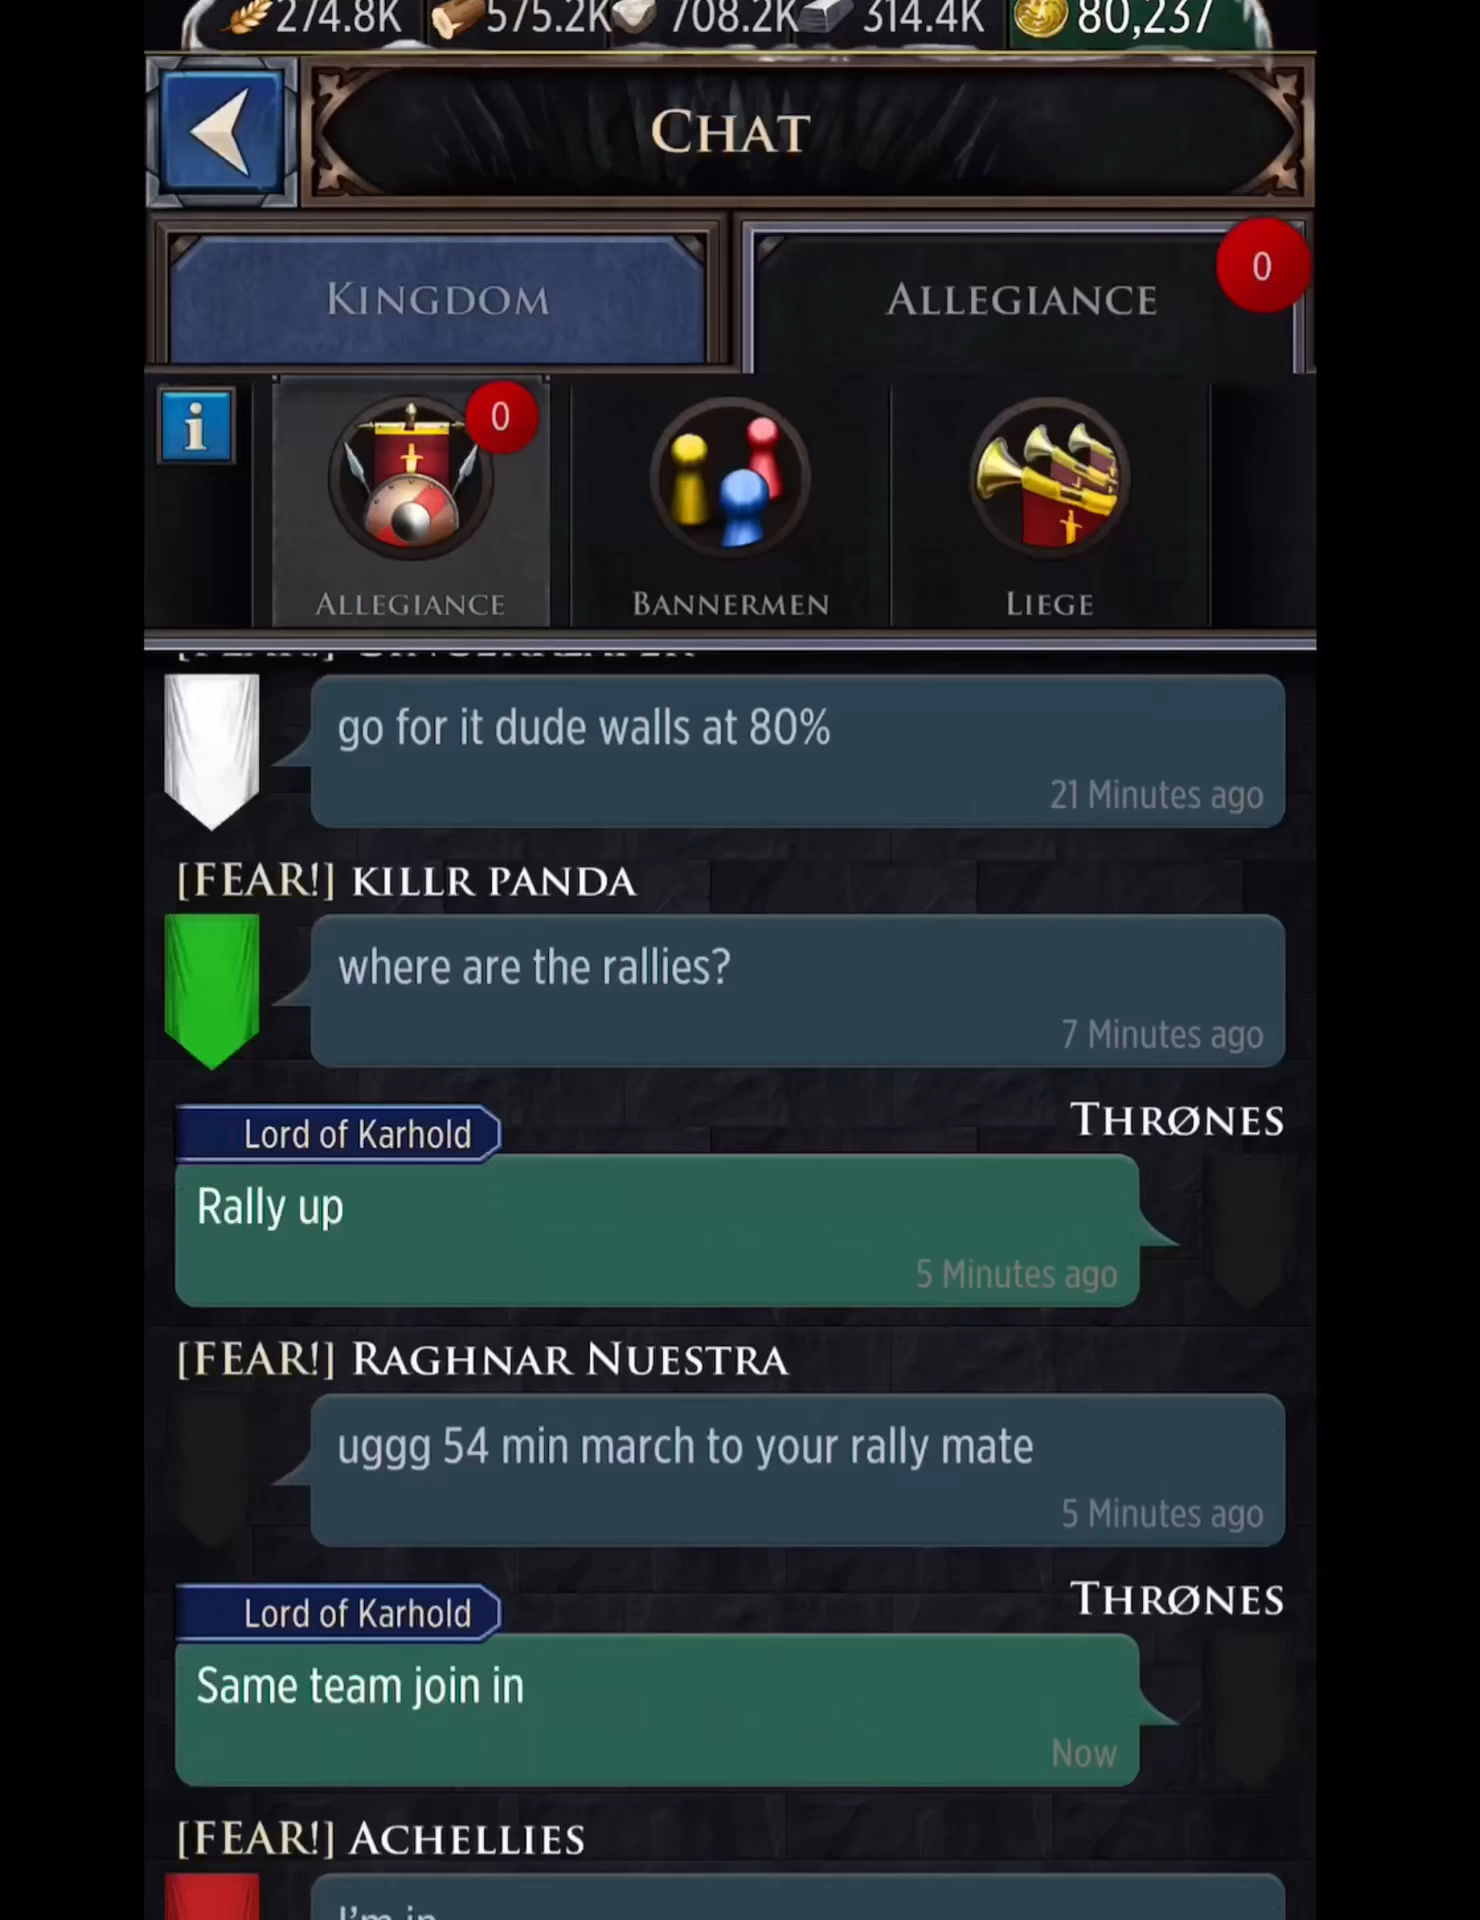 274.8K 575.2K 708.2K 314.4K 80,237
CHAT
KINGDOM ALLEGIANCE 0
i
0
ALLEGIANCE BANNERMEN LIEGE
go for it dude walls at 80%
21 Minutes ago
[FEAR!] KILLR PANDA
where are the rallies?
7 Minutes ago
THRØNES
Lord of Karhold
Rally up
5 Minutes ago
[FEAR!] RAGHNAR NUESTRA
uggg 54 min march to your rally mate
5 Minutes ago
THRØNES
Lord of Karhold
Same team join in
Now
[FEAR!] ACHELLIES
I'm in